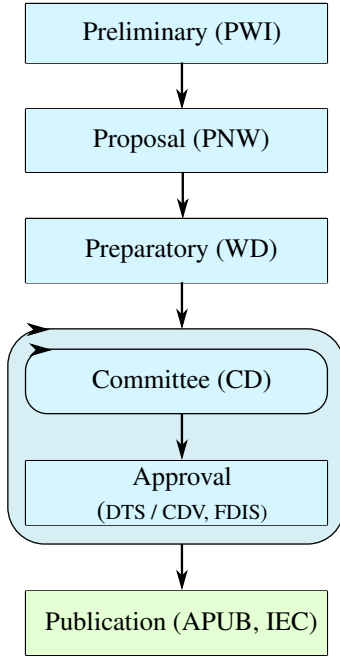 Preliminary (PWI)
Proposal (PNW)
Preparatory (WD)
Committee (CD)
Approval
(DTS / CDV, FDIS)
Publication (APUB, IEC)